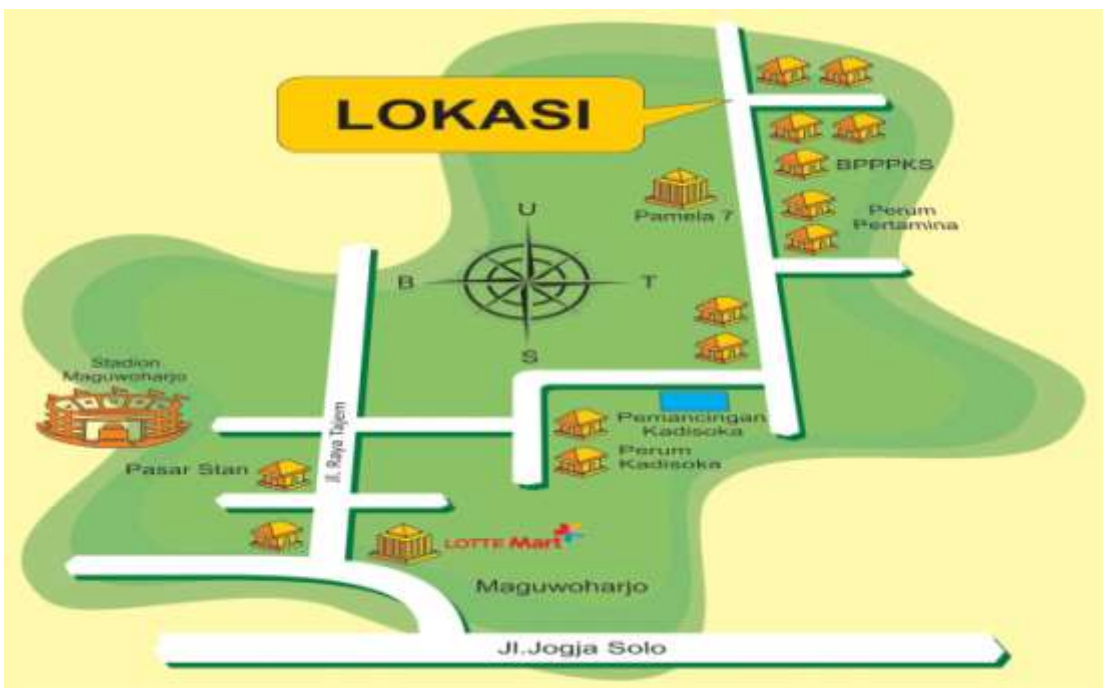 LOKASI
BPPPKS
Pamela 7
Perum
Pertamina
U
B
T
S
Stadion
Maguwoharjo
Jl. Raya Tajem
Pemancingan
Kadisoka
Perum
Kadisoka
Pasar Stan
LOTTE Mart
Maguwoharjo
Jl.Jogja Solo